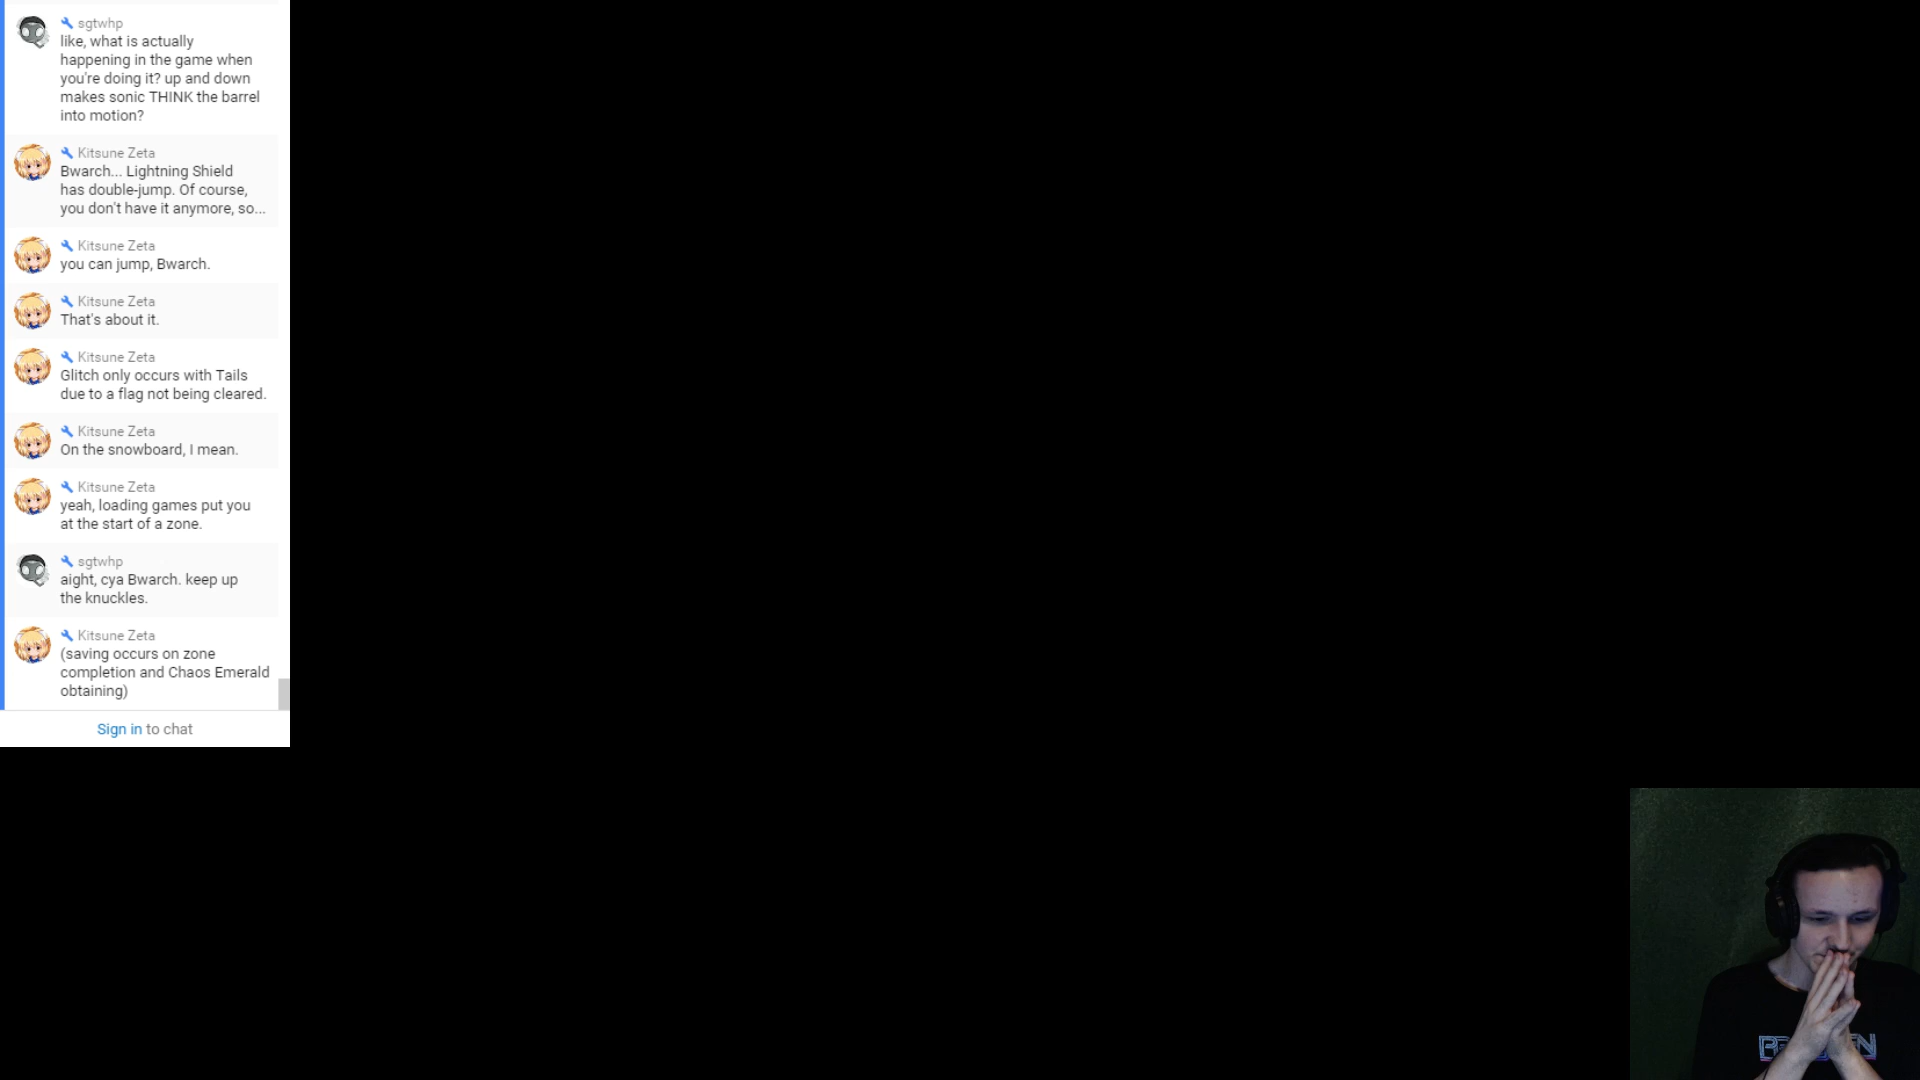 sgtwhp
like, what is actually
happening in the game when
you're doing it? up and down
makes sonic THINK the barrel
into motion?
Kitsune Zeta
Bwarch... Lightning Shield
has double-jump. Of course,
you don't have it anymore, so...
Kitsune Zeta
you can jump, Bwarch.
Kitsune Zeta
That's about it.
Kitsune Zeta
Glitch only occurs with Tails
due to a flag not being cleared.
Kitsune Zeta
On the snowboard, I mean.
Kitsune Zeta
yeah, loading games put you
at the start of a zone.
sgtwhp
aight, cya Bwarch. keep up
the knuckles.
Kitsune Zeta
(saving occurs on zone
completion and Chaos Emerald
obtaining)
Sign in to chat